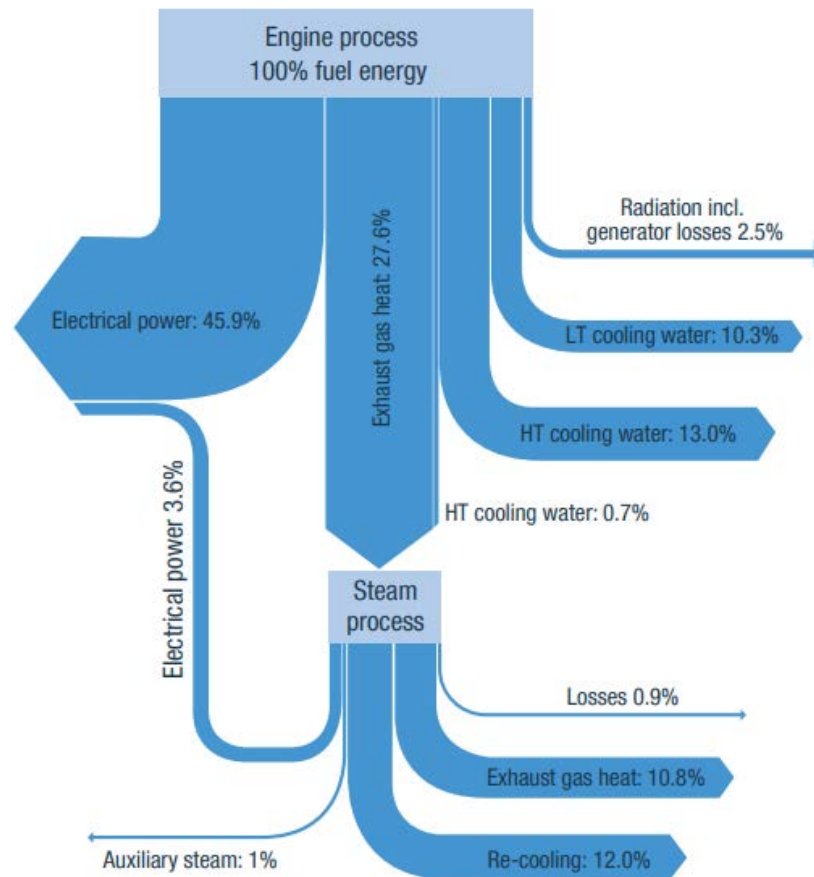 Engine process
100% fuel energy
Radiation incl.
generator losses 2.5%
Electrical power: 45.9%
Exhaust gas heat: 27.6%
LT cooling water: 10.3%
HT cooling water: 13.0%
HT cooling water: 0.7%
Electrical power 3.6%
Steam
process
Losses 0.9%
Exhaust gas heat: 10.8%
Auxiliary steam: 1%
Re-cooling: 12.0%